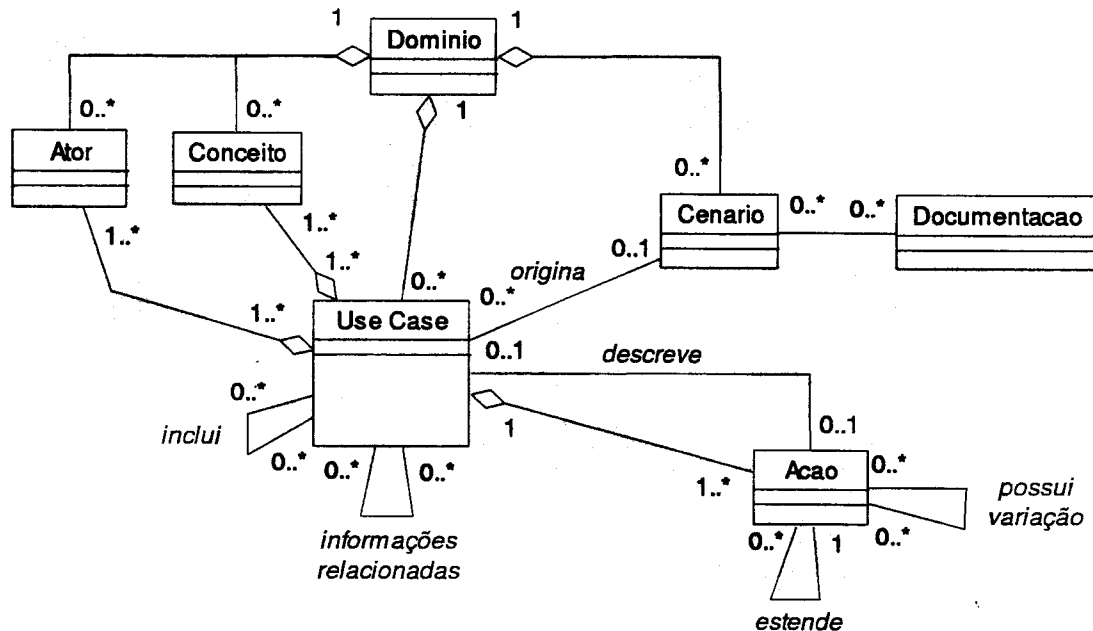 1
Dominio
1
1
0..*
0..*
Ator
Conceito
0..*
Cenario
0..*
0..*
Documentacao
1..*
1..*
1..*
0..*
origina
0..1
0..*
1..*
Use Case
0..1
descreve
0..*
inclui
0..*
0..*
0..*
1
0..1
1..*
Acao
0..*
possui
variação
0..*
0..*
1
informações
relacionadas
estende